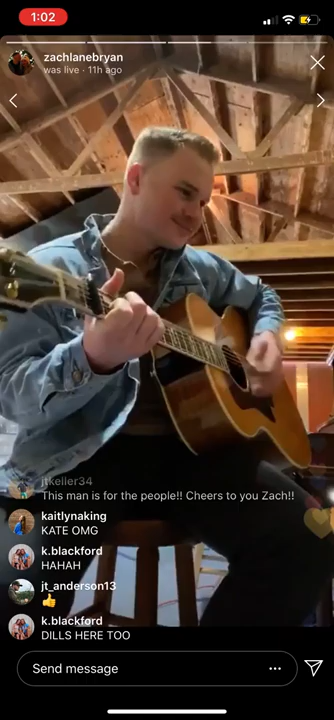 1:02
zachlanebryan
was live · 11h ago
jtkeller34
This man is for the people!! Cheers to you Zach!!
kaitlynaking
KATE OMG
k.blackford
HAHAH
jt_anderson13
👍
k.blackford
DILLS HERE TOO
Send message